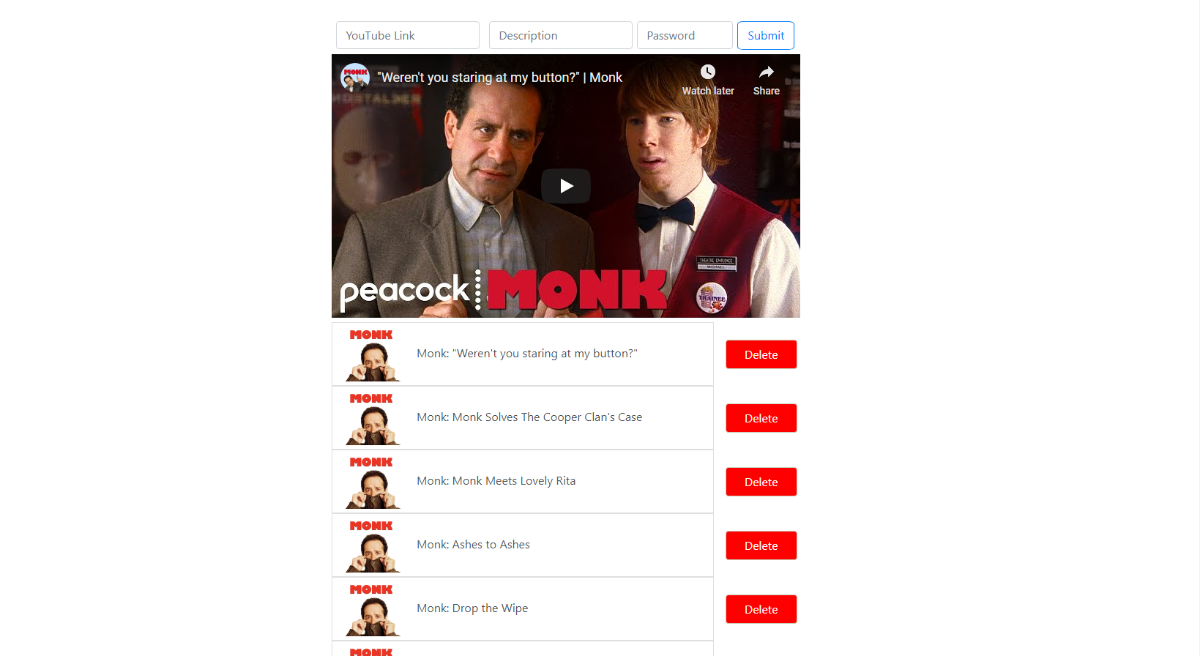 YouTube Link
Description
Password
Submit
MONK
"Weren't you staring at my button?" | Monk
Watch later
Share
TRAINEE
peacock
MONK
MONK
Monk: "Weren't you staring at my button?"
Delete
MONK
Monk: Monk Solves The Cooper Clan's Case
Delete
MONK
Monk: Monk Meets Lovely Rita
Delete
MONK
Monk: Ashes to Ashes
Delete
MONK
Monk: Drop the Wipe
Delete
MONK